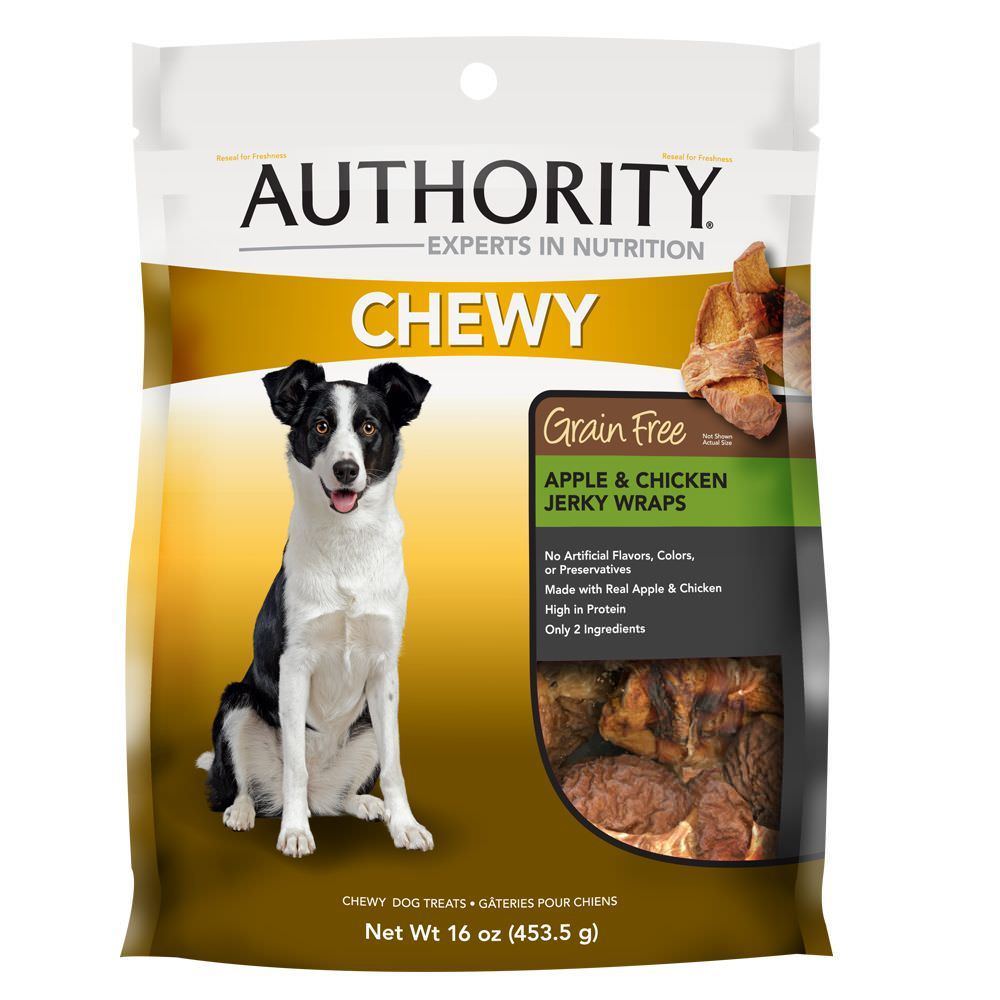 Reseal for Freshness
Reseal for Freshness
AUTHORITY®
EXPERTS IN NUTRITION
CHEWY
Grain Free
Not Shown
Actual Size
APPLE & CHICKEN
JERKY WRAPS
No Artificial Flavors, Colors,
or Preservatives
Made with Real Apple & Chicken
High in Protein
Only 2 Ingredients
CHEWY DOG TREATS • GÂTERIES POUR CHIENS
Net Wt 16 oz (453.5 g)